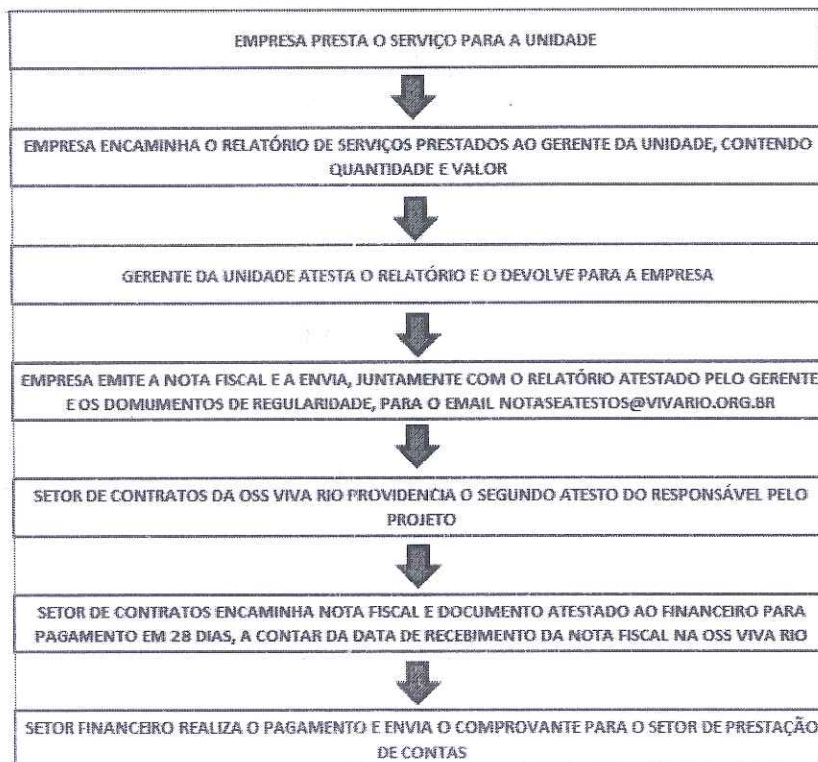 EMPRESA PRESTA O SERVIÇO PARA A UNIDADE
EMPRESA ENCAMINHA O RELATÓRIO DE SERVIÇOS PRESTADOS AO GERENTE DA UNIDADE, CONTENDO
QUANTIDADE E VALOR
GERENTE DA UNIDADE ATESTA O RELATÓRIO E O DEVOLVE PARA A EMPRESA
EMPRESA EMITE A NOTA FISCAL E A ENVIA, JUNTAMENTE COM O RELATÓRIO ATESTADO PELO GERENTE
E OS DOMUMENTOS DE REGULARIDADE, PARA O EMAIL NOTASEATESTOS@VIVARIO.ORG.BR
SETOR DE CONTRATOS DA OSS VIVA RIO PROVIDENCIA O SEGUNDO ATESTO DO RESPONSÁVEL PELO
PROJETO
SETOR DE CONTRATOS ENCAMINHA NOTA FISCAL E DOCUMENTO ATESTADO AO FINANCEIRO PARA
PAGAMENTO EM 28 DIAS, A CONTAR DA DATA DE RECEBIMENTO DA NOTA FISCAL NA OSS VIVA RIO
SETOR FINANCEIRO REALIZA O PAGAMENTO E ENVIA O COMPROVANTE PARA O SETOR DE PRESTAÇÃO
DE CONTAS